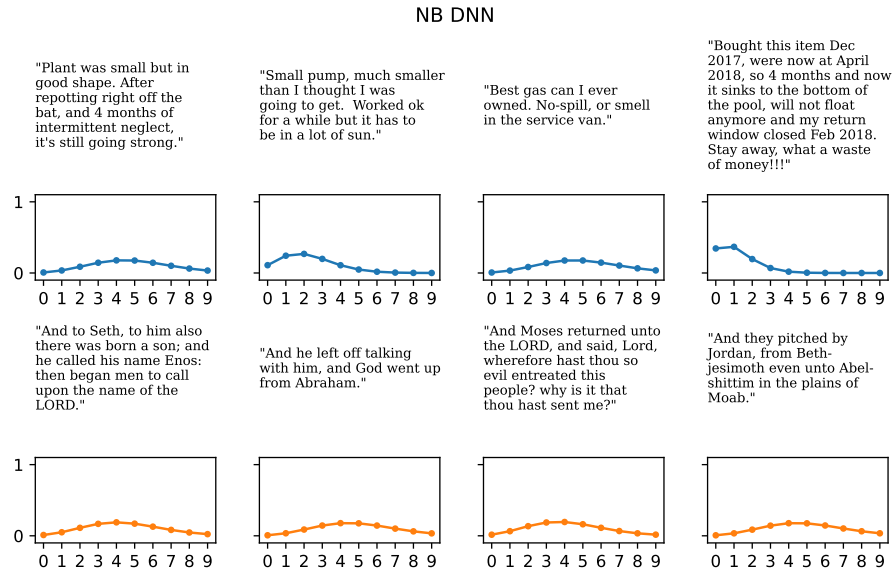 NB DNN
"Plant was small but in
good shape. After
repotting right off the
bat, and 4 months of
intermittent neglect,
it's still going strong."
"Small pump, much smaller
than I thought I was
going to get.  Worked ok
for a while but it has to
be in a lot of sun."
"Best gas can I ever
owned. No-spill, or smell
in the service van."
"Bought this item Dec
2017, were now at April
2018, so 4 months and now
it sinks to the bottom of
the pool, will not float
anymore and my return
window closed Feb 2018.
Stay away, what a waste
of money!!!"
1
0
0 1 2 3 4 5 6 7 8 9
0 1 2 3 4 5 6 7 8 9
0 1 2 3 4 5 6 7 8 9
0 1 2 3 4 5 6 7 8 9
"And to Seth, to him also
there was born a son; and
he called his name Enos:
then began men to call
upon the name of the
LORD."
"And he left off talking
with him, and God went up
from Abraham."
"And Moses returned unto
the LORD, and said, Lord,
wherefore hast thou so
evil entreated this
people? why is it that
thou hast sent me?"
"And they pitched by
Jordan, from Beth-
jesimoth even unto Abel-
shittim in the plains of
Moab."
1
0
0 1 2 3 4 5 6 7 8 9
0 1 2 3 4 5 6 7 8 9
0 1 2 3 4 5 6 7 8 9
0 1 2 3 4 5 6 7 8 9